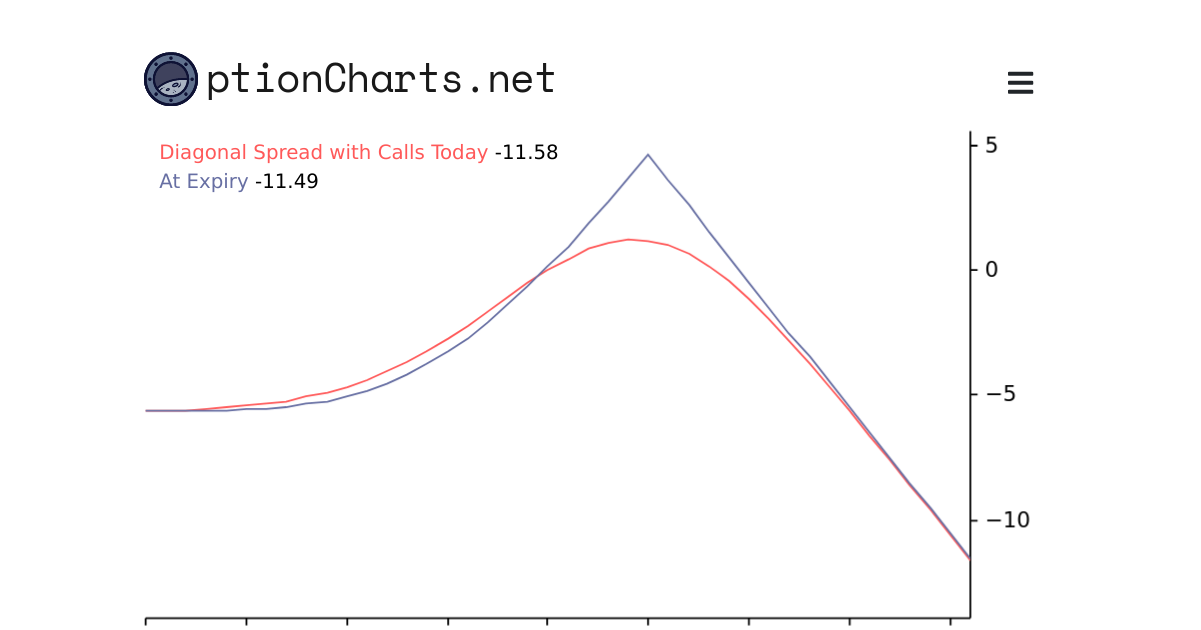 ptionCharts.net
Diagonal Spread with Calls Today -11.58
At Expiry -11.49
5
0
−5
−10